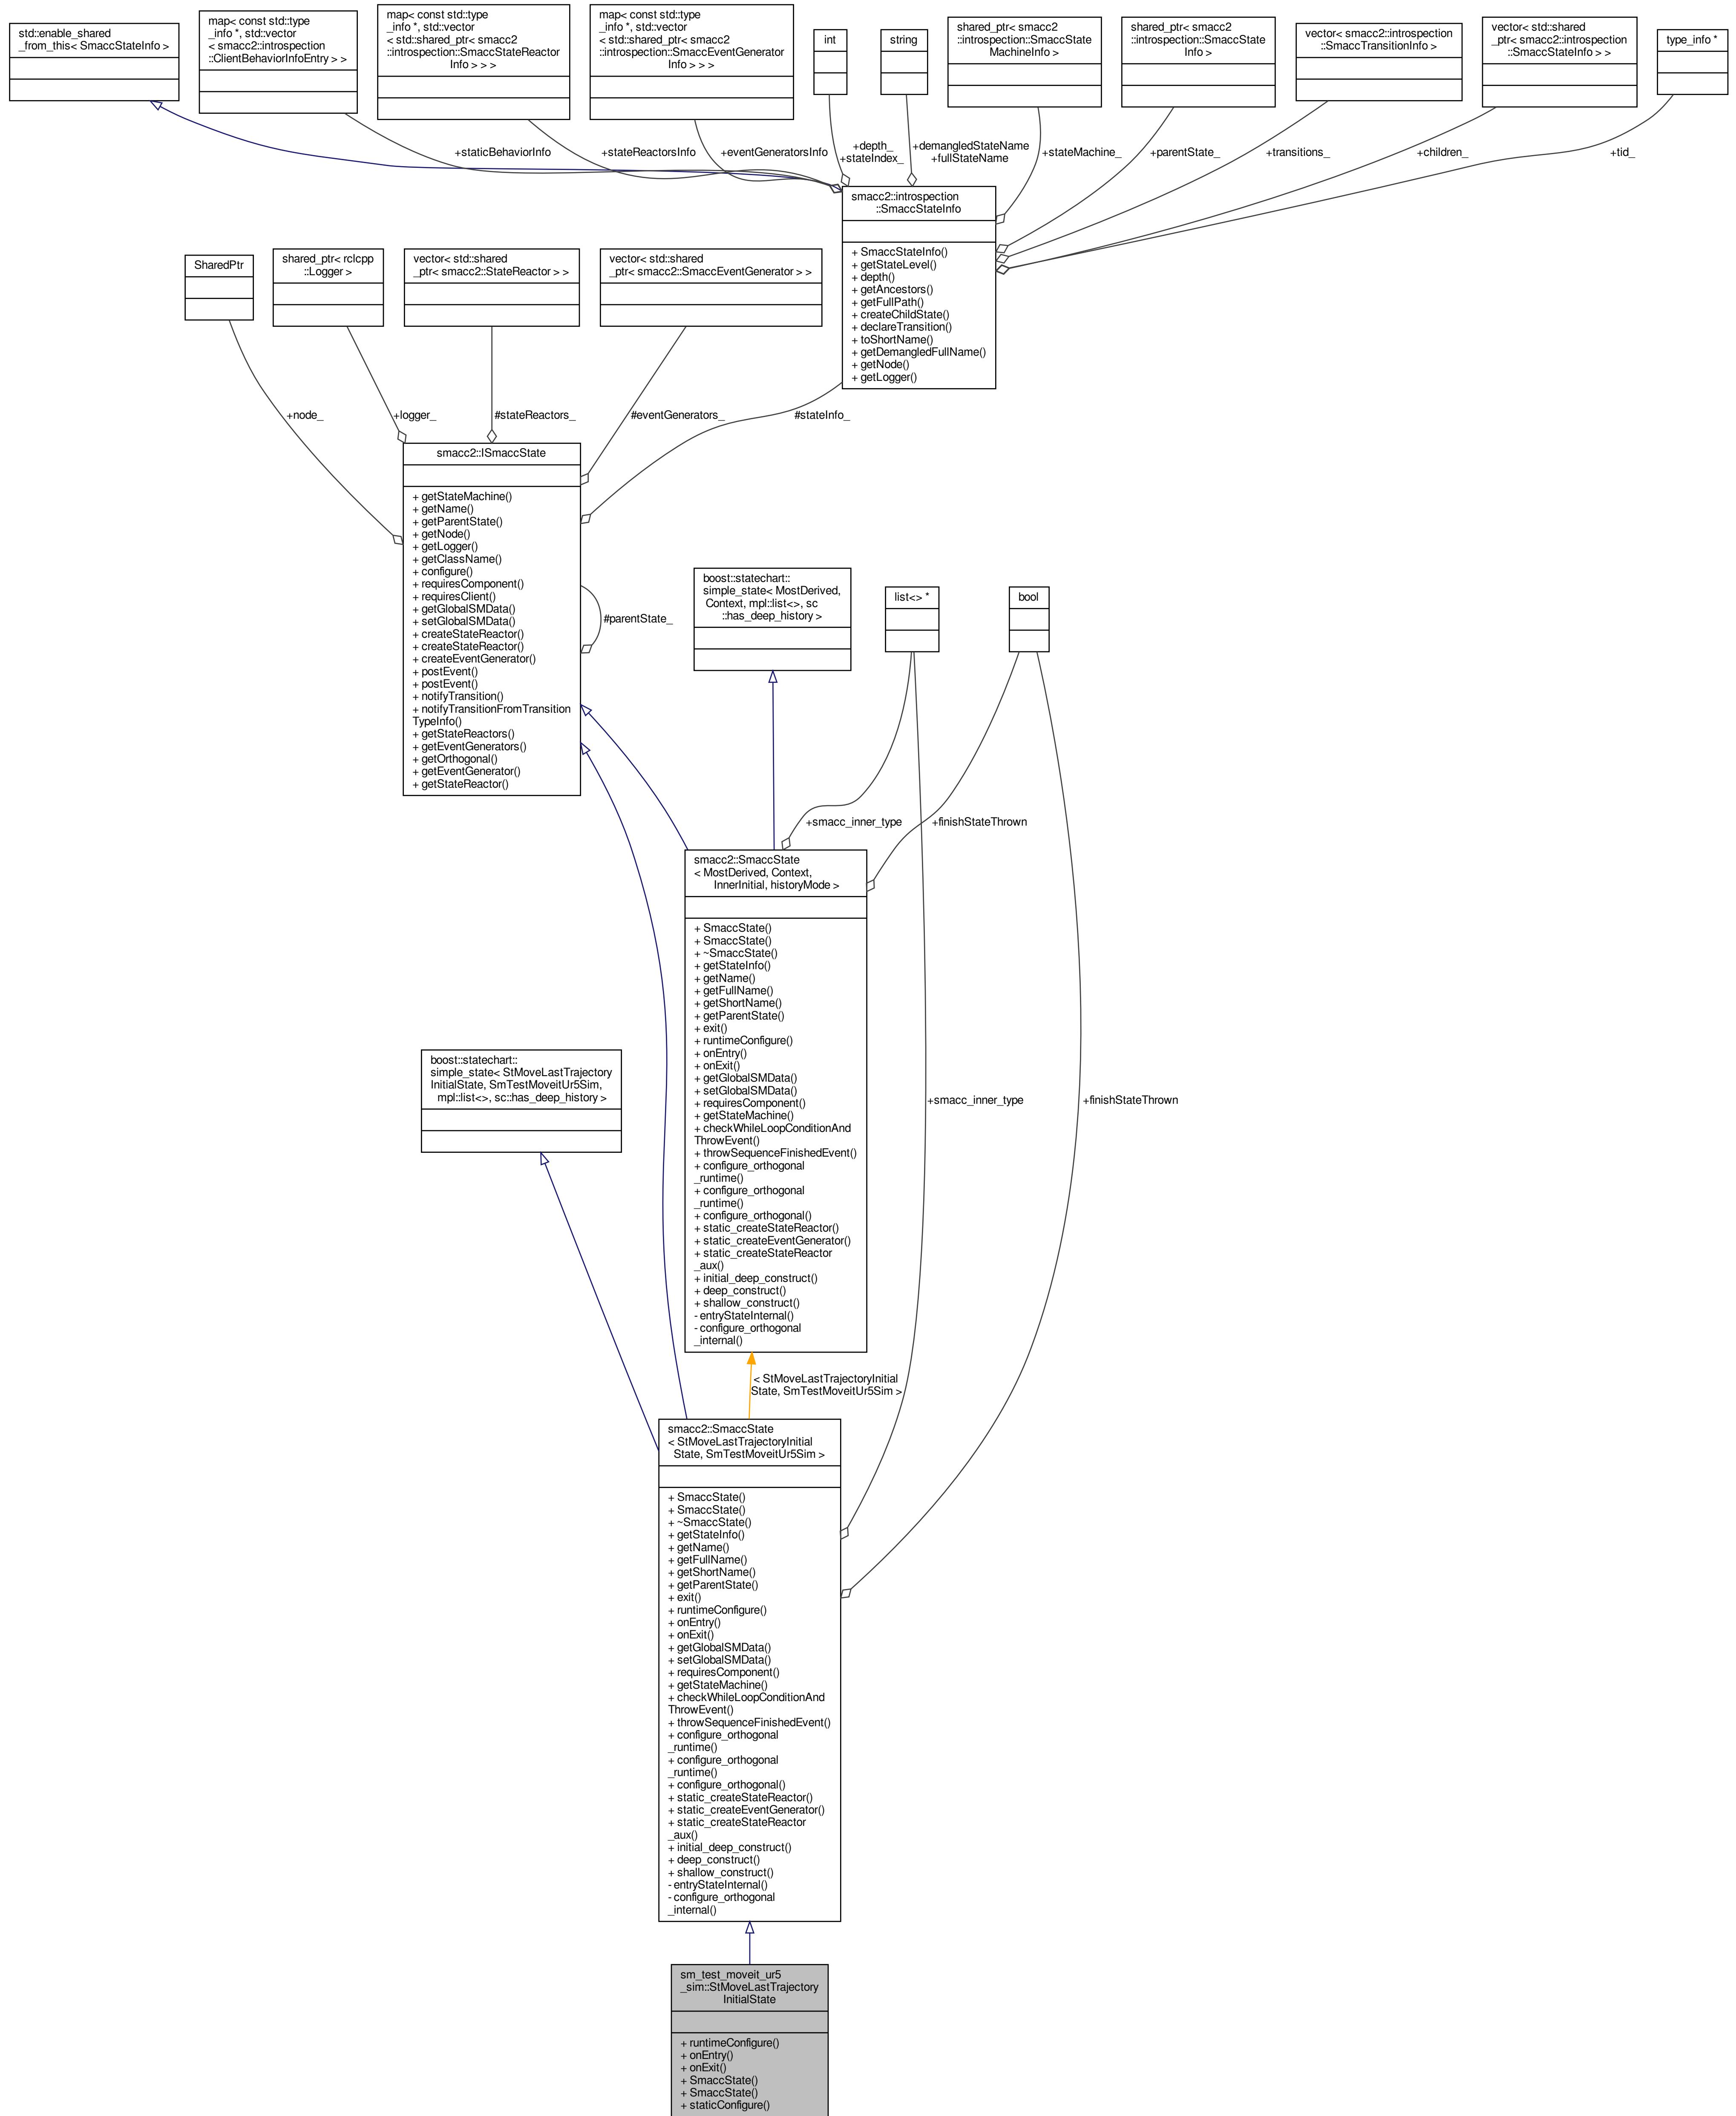 std::enable_shared
_from_this< SmaccStateInfo >
map< const std::type
_info *, std::vector
< smacc2::introspection
::ClientBehaviorInfoEntry > >
map< const std::type
_info *, std::vector
< std::shared_ptr< smacc2
::introspection::SmaccStateReactor
Info > > >
map< const std::type
_info *, std::vector
< std::shared_ptr< smacc2
::introspection::SmaccEventGenerator
Info > > >
int
string
shared_ptr< smacc2
::introspection::SmaccState
MachineInfo >
shared_ptr< smacc2
::introspection::SmaccState
Info >
vector< smacc2::introspection
::SmaccTransitionInfo >
vector< std::shared
_ptr< smacc2::introspection
::SmaccStateInfo > >
type_info *
+staticBehaviorInfo
+stateReactorsInfo
+eventGeneratorsInfo
+depth_
+stateIndex_
+demangledStateName
+fullStateName
+stateMachine_
+parentState_
+transitions_
+children_
+tid_
smacc2::introspection
::SmaccStateInfo
+ SmaccStateInfo()
+ getStateLevel()
+ depth()
+ getAncestors()
+ getFullPath()
+ createChildState()
+ declareTransition()
+ toShortName()
+ getDemangledFullName()
+ getNode()
+ getLogger()
SharedPtr
shared_ptr< rclcpp
::Logger >
vector< std::shared
_ptr< smacc2::StateReactor > >
vector< std::shared
_ptr< smacc2::SmaccEventGenerator > >
+node_
+logger_
#stateReactors_
#eventGenerators_
#stateInfo_
smacc2::ISmaccState
+ getStateMachine()
+ getName()
+ getParentState()
+ getNode()
+ getLogger()
+ getClassName()
+ configure()
+ requiresComponent()
+ requiresClient()
+ getGlobalSMData()
+ setGlobalSMData()
+ createStateReactor()
+ createStateReactor()
+ createEventGenerator()
+ postEvent()
+ postEvent()
+ notifyTransition()
+ notifyTransitionFromTransition
TypeInfo()
+ getStateReactors()
+ getEventGenerators()
+ getOrthogonal()
+ getEventGenerator()
+ getStateReactor()
#parentState_
boost::statechart::
simple_state< MostDerived,
Context, mpl::list<>, sc
::has_deep_history >
list<> *
bool
+smacc_inner_type
+finishStateThrown
smacc2::SmaccState
< MostDerived, Context,
InnerInitial, historyMode >
+ SmaccState()
+ SmaccState()
+ ~SmaccState()
+ getStateInfo()
+ getName()
+ getFullName()
+ getShortName()
+ getParentState()
+ exit()
+ runtimeConfigure()
+ onEntry()
+ onExit()
+ getGlobalSMData()
+ setGlobalSMData()
+ requiresComponent()
+ getStateMachine()
+ checkWhileLoopConditionAnd
ThrowEvent()
+ throwSequenceFinishedEvent()
+ configure_orthogonal
_runtime()
+ configure_orthogonal
_runtime()
+ configure_orthogonal()
+ static_createStateReactor()
+ static_createEventGenerator()
+ static_createStateReactor
_aux()
+ initial_deep_construct()
+ deep_construct()
+ shallow_construct()
- entryStateInternal()
- configure_orthogonal
_internal()
boost::statechart::
simple_state< StMoveLastTrajectory
InitialState, SmTestMoveitUr5Sim,
mpl::list<>, sc::has_deep_history >
+smacc_inner_type
+finishStateThrown
< StMoveLastTrajectoryInitial
State, SmTestMoveitUr5Sim >
smacc2::SmaccState
< StMoveLastTrajectoryInitial
State, SmTestMoveitUr5Sim >
+ SmaccState()
+ SmaccState()
+ ~SmaccState()
+ getStateInfo()
+ getName()
+ getFullName()
+ getShortName()
+ getParentState()
+ exit()
+ runtimeConfigure()
+ onEntry()
+ onExit()
+ getGlobalSMData()
+ setGlobalSMData()
+ requiresComponent()
+ getStateMachine()
+ checkWhileLoopConditionAnd
ThrowEvent()
+ throwSequenceFinishedEvent()
+ configure_orthogonal
_runtime()
+ configure_orthogonal
_runtime()
+ configure_orthogonal()
+ static_createStateReactor()
+ static_createEventGenerator()
+ static_createStateReactor
_aux()
+ initial_deep_construct()
+ deep_construct()
+ shallow_construct()
- entryStateInternal()
- configure_orthogonal
_internal()
sm_test_moveit_ur5
_sim::StMoveLastTrajectory
InitialState
+ runtimeConfigure()
+ onEntry()
+ onExit()
+ SmaccState()
+ SmaccState()
+ staticConfigure()